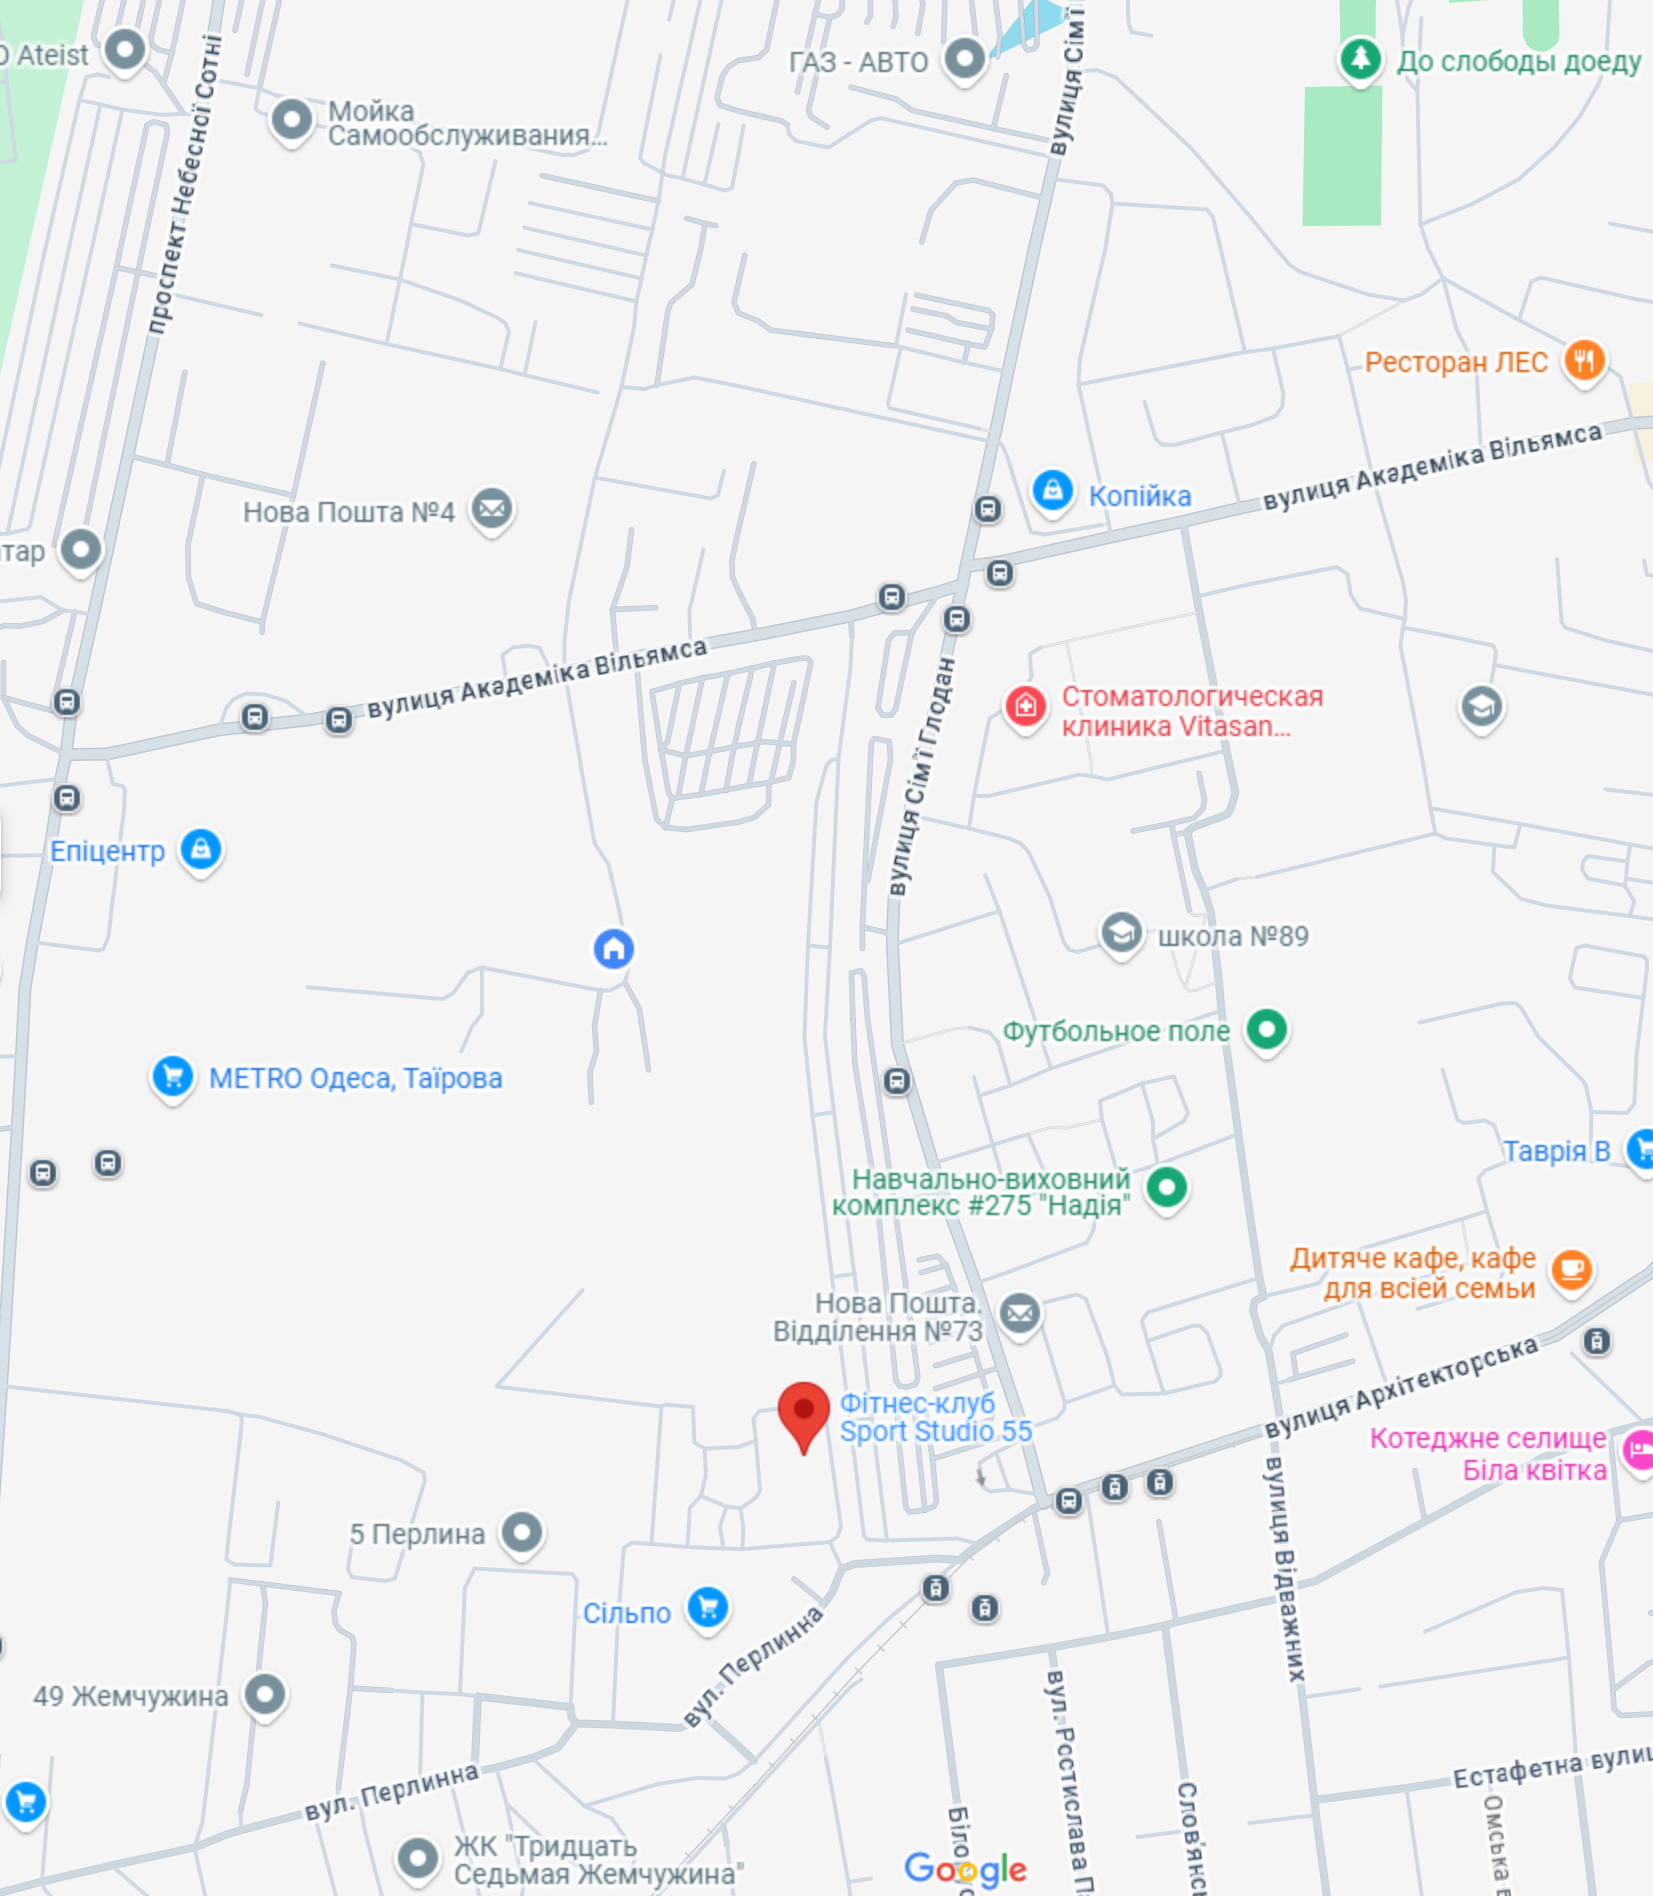 Ateist
проспект Небесної Сотні
Мойка
Самообслуживания...
ГАЗ - АВТО
вулиця Сім'ї
До слободы доеду
Ресторан ЛЕС
вулиця Академіка Вільямса
Копійка
Нова Пошта №4
тар
вулиця Академіка Вільямса
вулиця Сім'ї Глодан
Стоматологическая
клиника Vitasan...
Епіцентр
школа №89
Футбольное поле
METRO Одеса, Таїрова
Таврія В
Навчально-виховний
комплекс #275 "Надія"
Дитяче кафе, кафе
для всієй семьи
Нова Пошта.
Відділення №73
вулиця Архітекторська
Фітнес-клуб
Sport Studio 55
Котеджне селище
Біла квітка
5 Перлина
вулиця Відважних
Сільпо
вул. Перлинна
49 Жемчужина
вул. Ростислава Па
Естафетна вулиц
вул. Перлинна
Слов'янсь
Омська в
ЖК "Тридцать
Седьмая Жемчужина"
Google